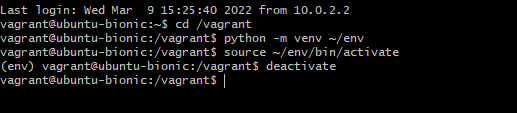 Last login: Wed Mar  9 15:25:40 2022 from 10.0.2.2
vagrant@ubuntu-bionic:~$ cd /vagrant
vagrant@ubuntu-bionic:/vagrant$ python -m venv ~/env
vagrant@ubuntu-bionic:/vagrant$ source ~/env/bin/activate
(env) vagrant@ubuntu-bionic:/vagrant$ deactivate
vagrant@ubuntu-bionic:/vagrant$